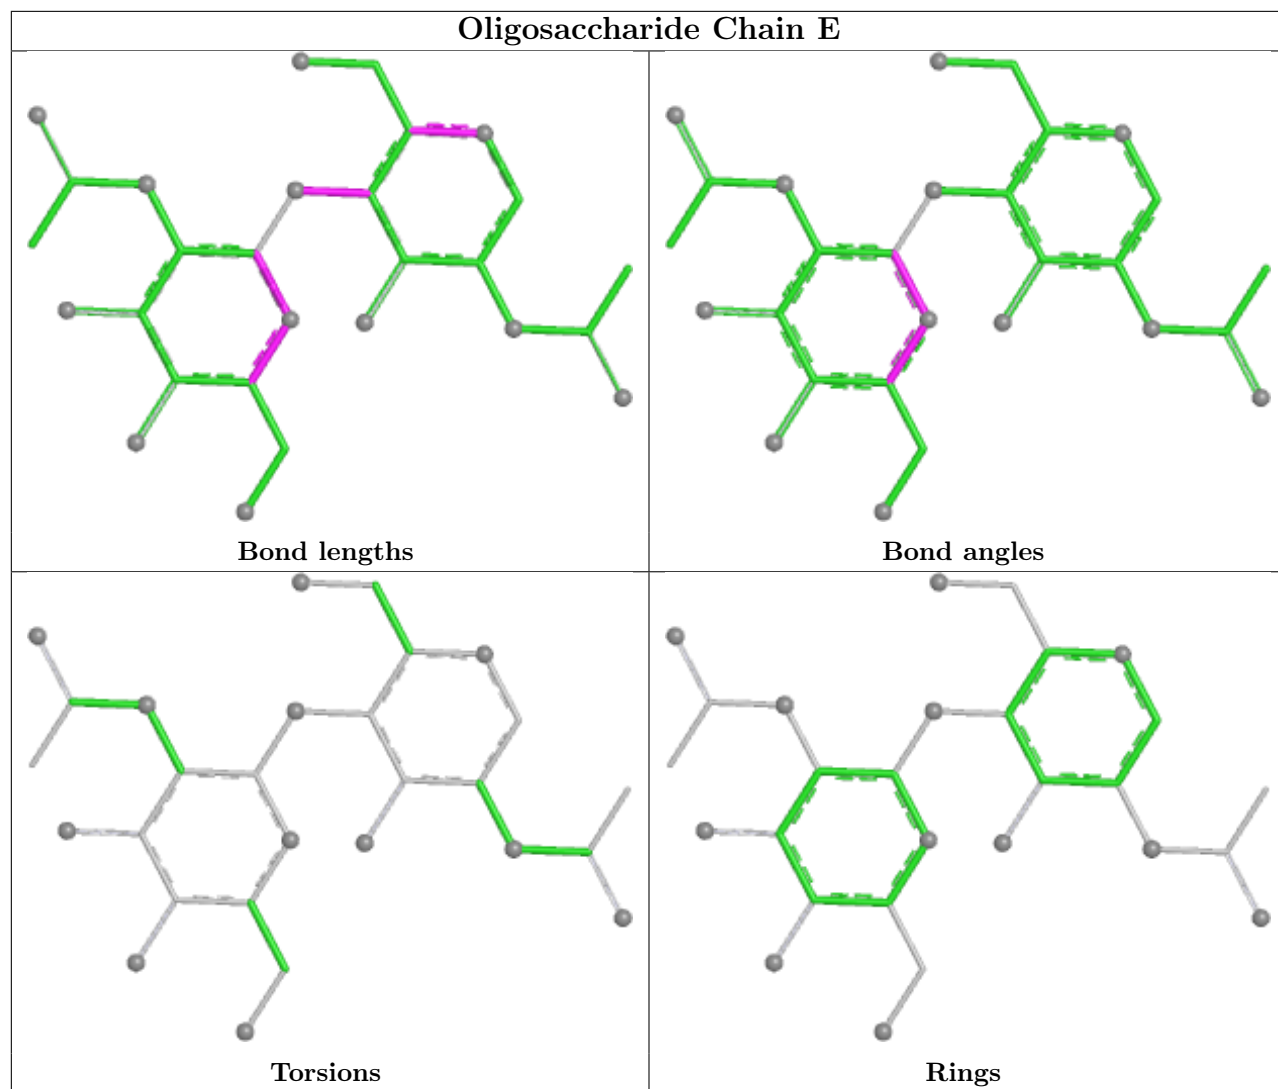 Oligosaccharide Chain E
Bond lengths
Bond angles
Torsions
Rings